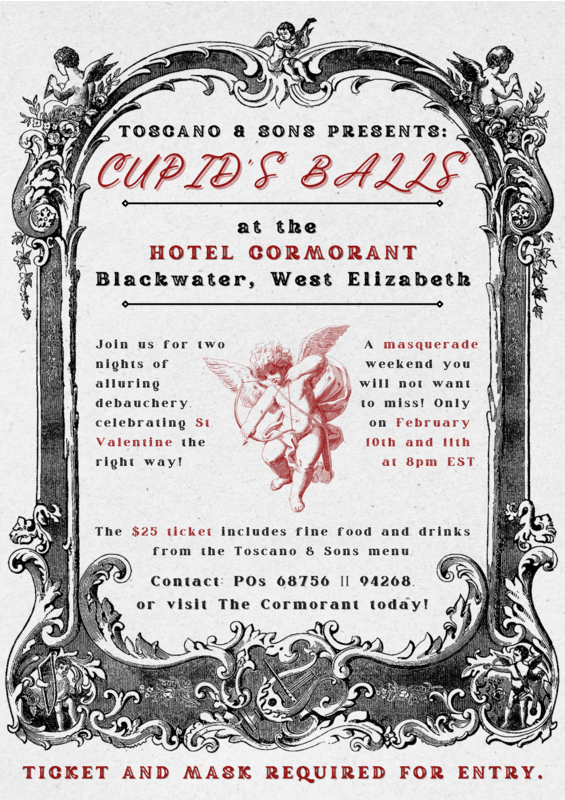 TOSCANO & SONS PRESENTS:
CUPID'S BALLS
at the
HOTEL CORMORANT
Blackwater, West Elizabeth
Join us for two
nights of
alluring
debauchery,
celebrating St.
Valentine the
right way!
A masquerade
weekend you
will not want
to miss! Only
on February
10th and 11th
at 8pm EST.
The $25 ticket includes fine food and drinks
from the Toscano & Sons menu.
Contact: POs 68756 || 94268.
or visit The Cormorant today!
TICKET AND MASK REQUIRED FOR ENTRY.